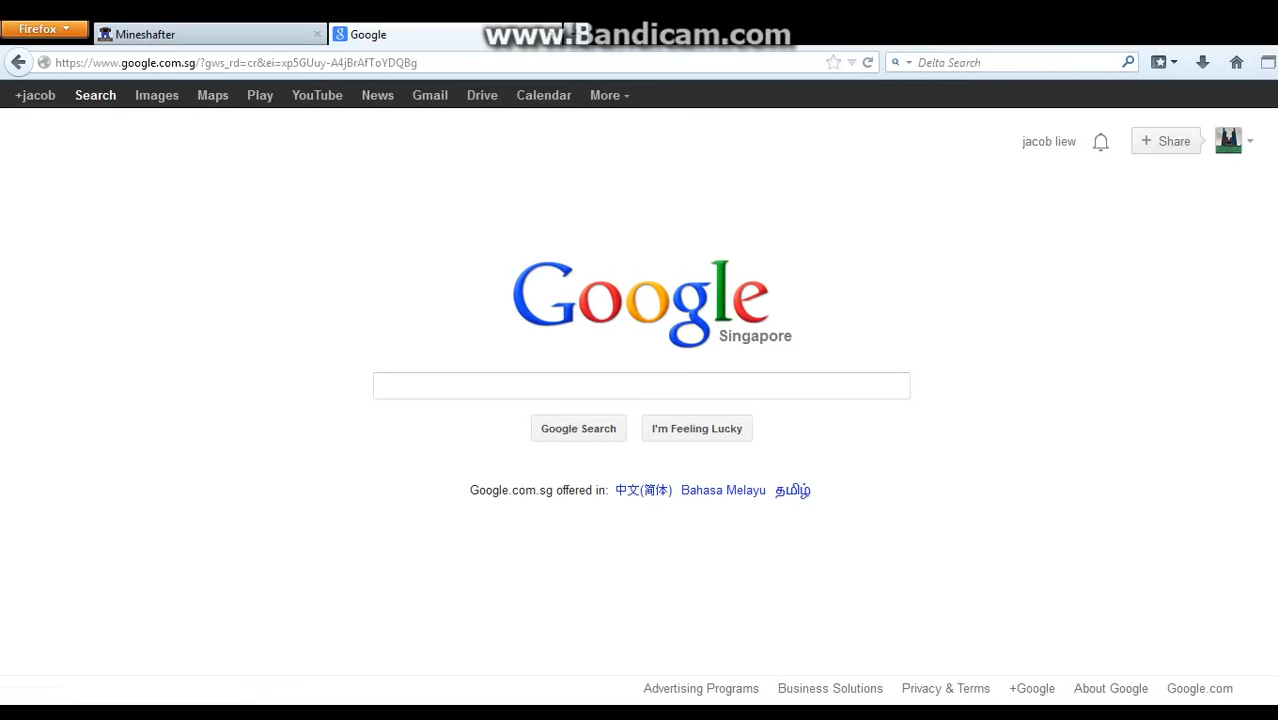 www.Bandicam.com
Firefox
Mineshafter
Google
https://www.google.com.sg/?gws_rd=cr&ei=xp5GUuy-A4jBrAfToYDQBg
Delta Search
+jacob Search Images Maps Play YouTube News Gmail Drive Calendar More
jacob liew
+ Share
Google
Singapore
Google Search
I'm Feeling Lucky
Google.com.sg offered in: 中文(简体) Bahasa Melayu தமிழ்
Advertising Programs Business Solutions Privacy & Terms +Google About Google Google.com